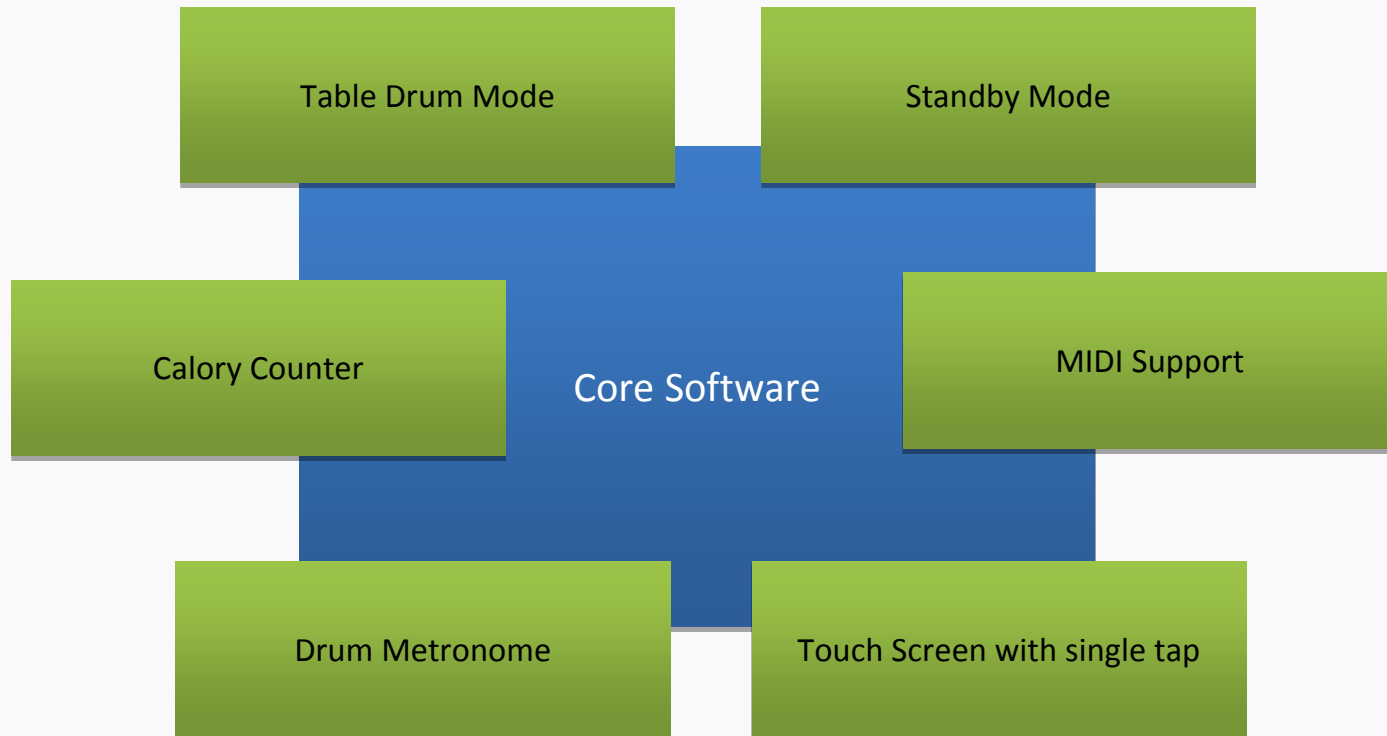 Table Drum Mode
Standby Mode
Calory Counter
Core Software
MIDI Support
Drum Metronome
Touch Screen with single tap